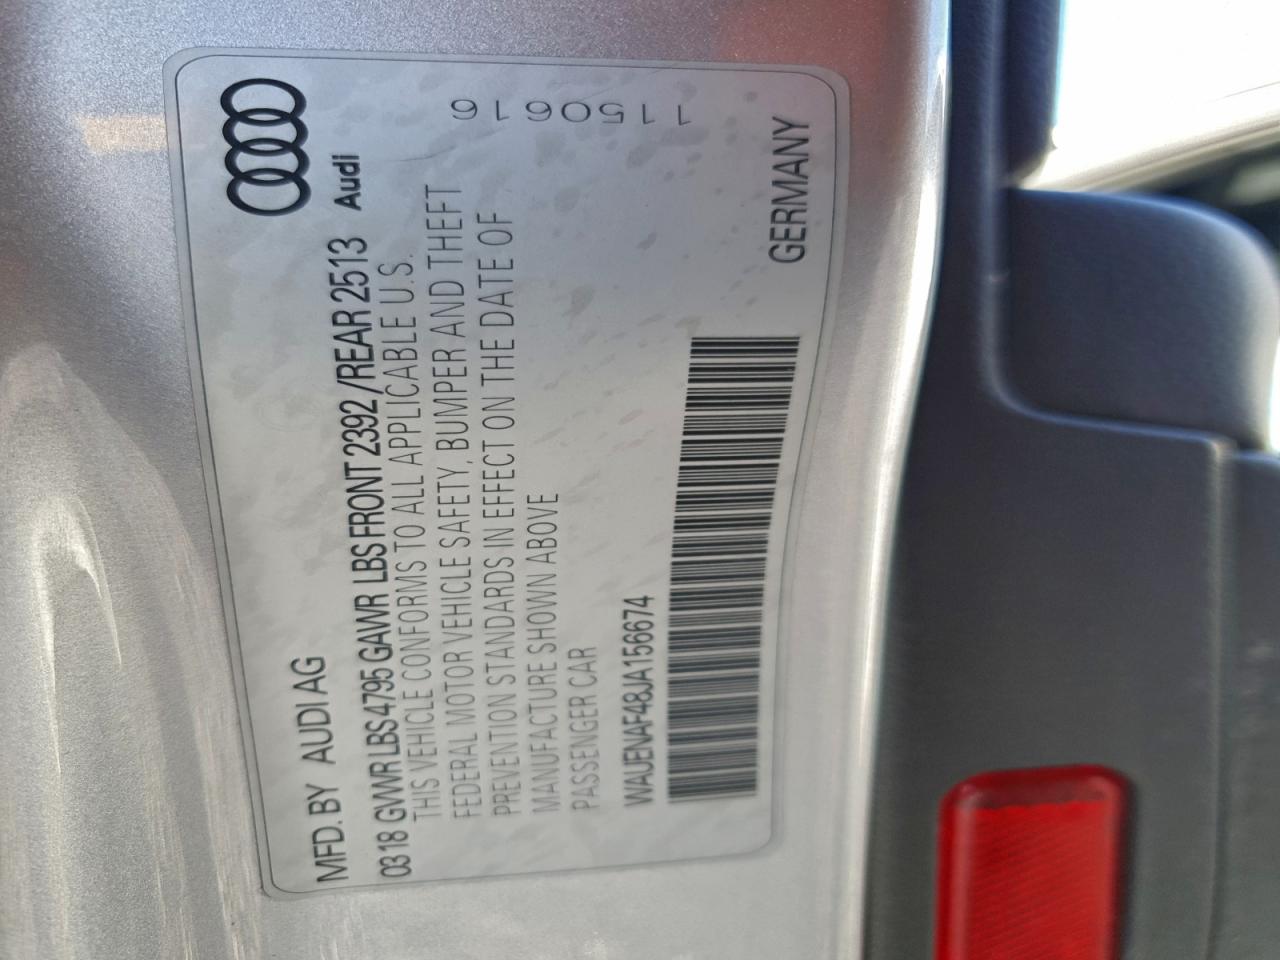 MFD. BY AUDI AG
0318 GVWR LBS 4795 GAWR LBS FRONT 2392 /REAR 2513 Audi
THIS VEHICLE CONFORMS TO ALL APPLICABLE U.S.
FEDERAL MOTOR VEHICLE SAFETY, BUMPER AND THEFT
PREVENTION STANDARDS IN EFFECT ON THE DATE OF
MANUFACTURE SHOWN ABOVE
PASSENGER CAR
WAUENAF48JA156674
GERMANY
1150616